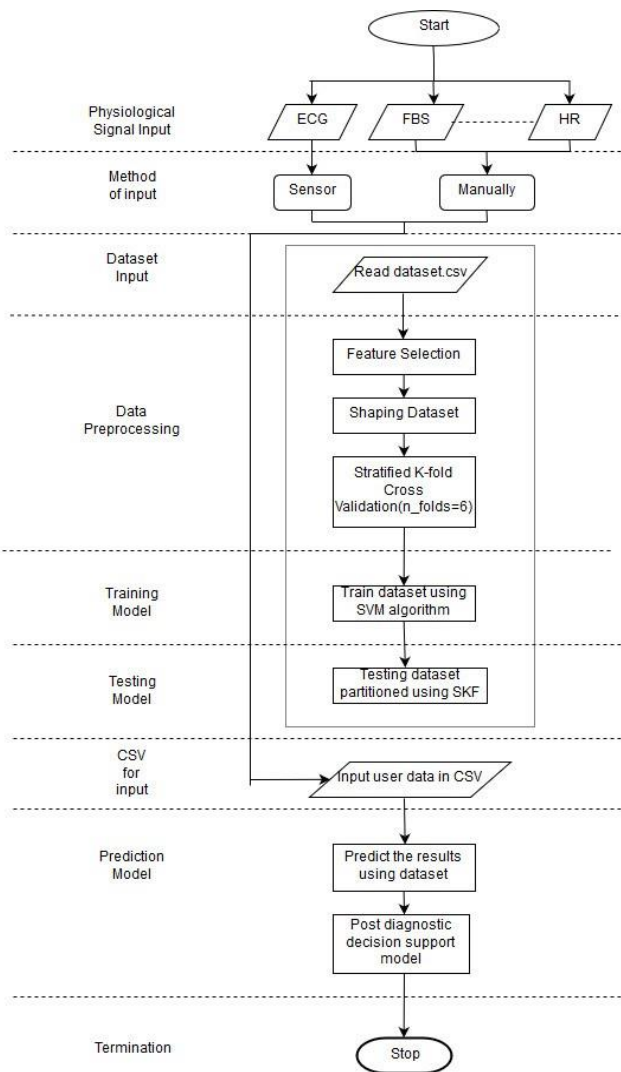 Start
Physiological
Signal Input
ECG
FBS
HR
Method
of input
Sensor
Manually
Dataset
Input
Read dataset.csv
Feature Selection
Data
Preprocessing
Shaping Dataset
Stratified K-fold
Cross
Validation(n_folds=6)
Training
Model
Train dataset using
SVM algorithm
Testing
Model
Testing dataset
partitioned using SKF
CSV
for
input
Input user data in CSV
Prediction
Model
Predict the results
using dataset
Post diagnostic
decision support
model
Termination
Stop